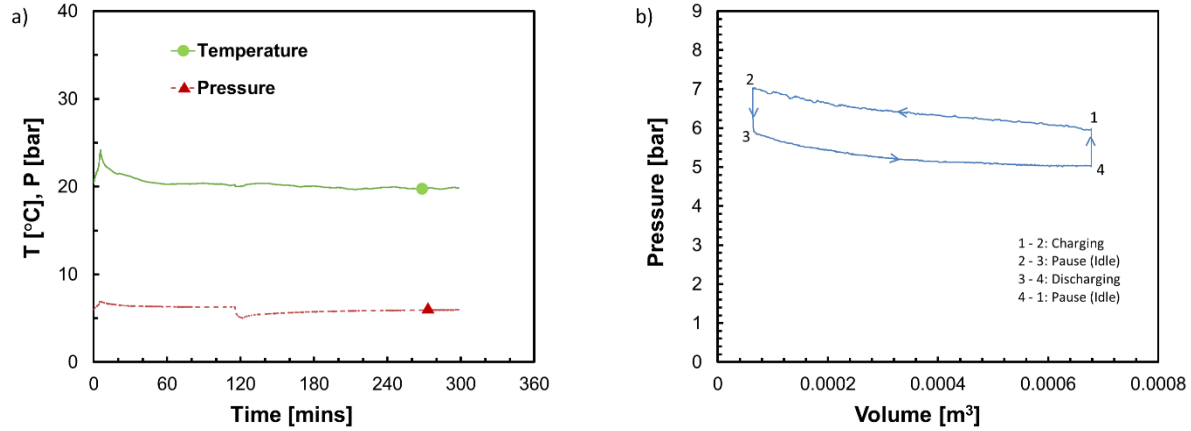 a)
T [°C], P [bar]
40
30
20
10
0
Temperature
Pressure
0 60 120 180 240 300 360
Time [mins]
b)
Pressure [bar]
9
8
7
6
5
4
3
2
1
0
2
1
3
4
1 - 2: Charging
2 - 3: Pause (Idle)
3 - 4: Discharging
4 - 1: Pause (Idle)
0 0.0002 0.0004 0.0006 0.0008
Volume [m³]